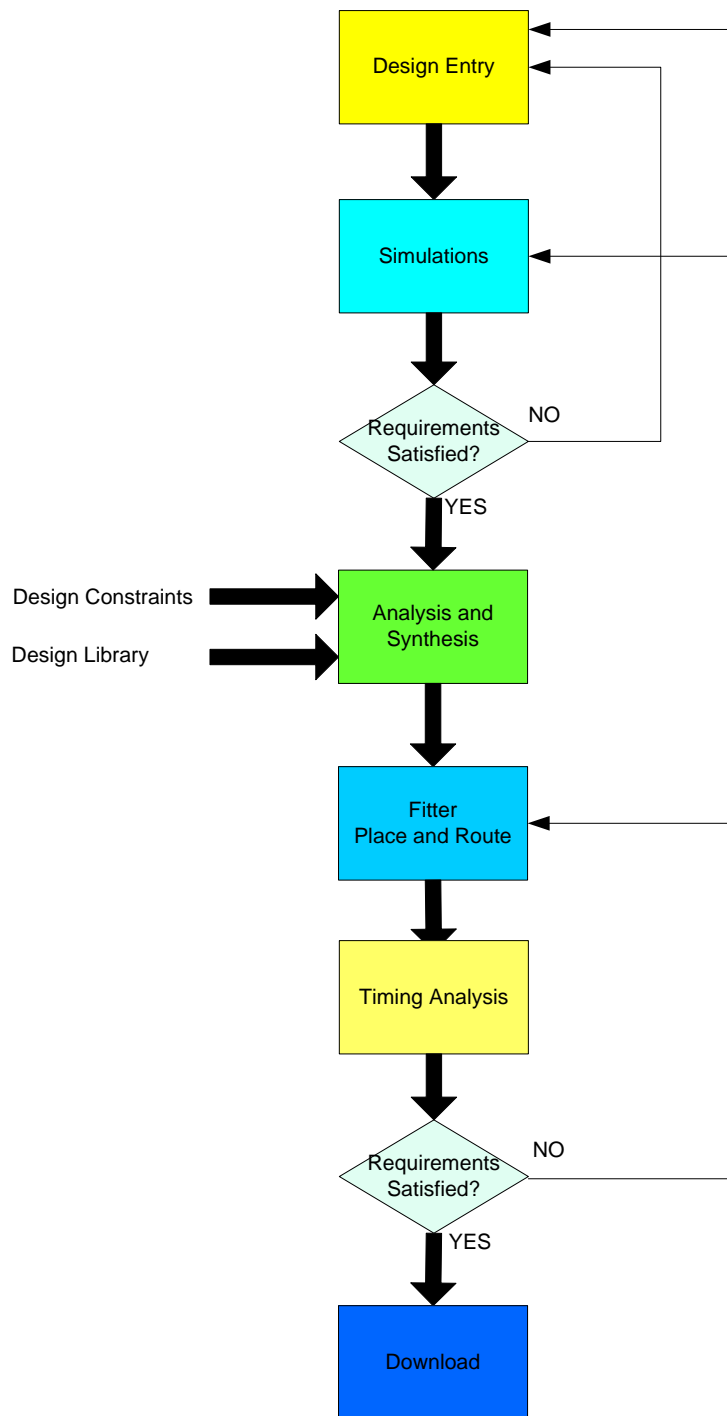 Design Entry
Simulations
NO
Requirements
Satisfied?
YES
Design Constraints
Design Library
Analysis and
Synthesis
Fitter
Place and Route
Timing Analysis
NO
Requirements
Satisfied?
YES
Download